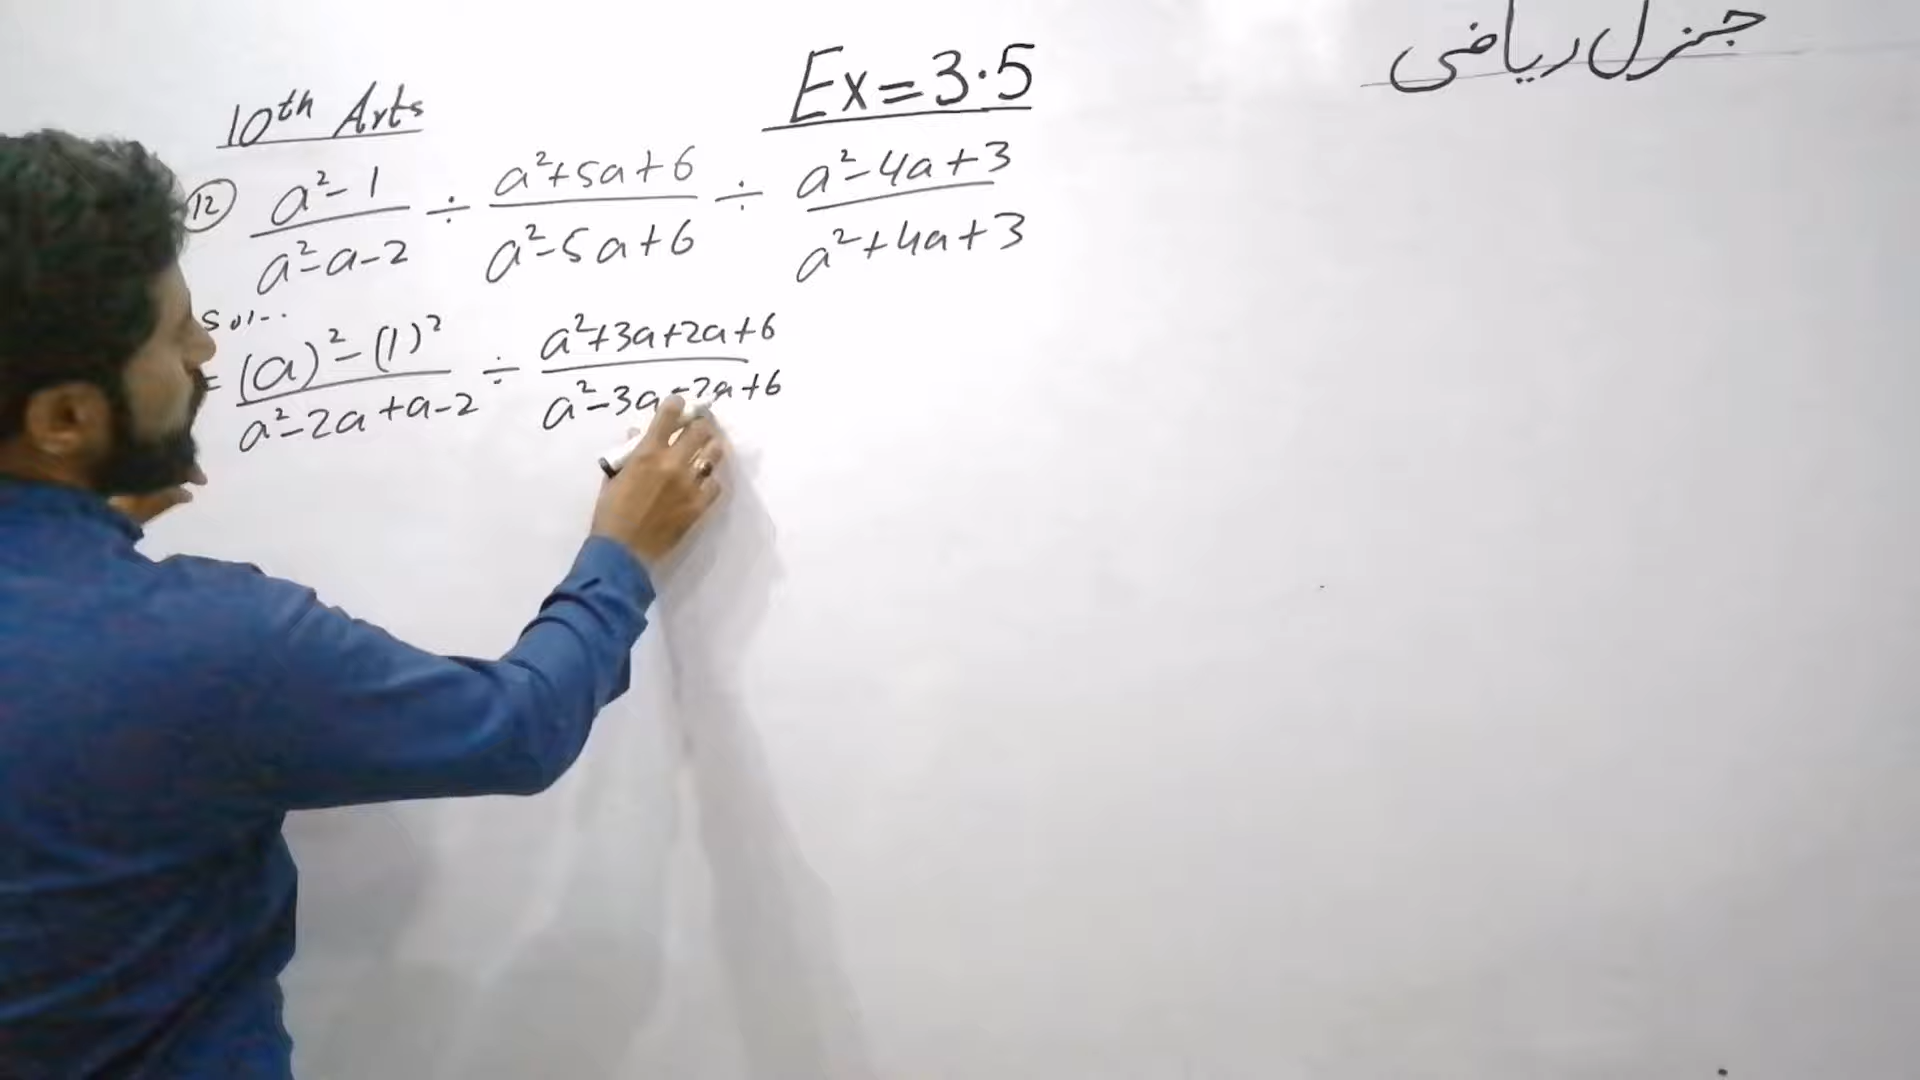 جنرل ریاضی
Ex = 3.5
10th Arts
(12) a²-1 / a²-a-2 ÷ a²+5a+6 / a²-5a+6 ÷ a²-4a+3 / a²+4a+3
Sol..
= (a)²-(1)² / a²-2a+a-2 ÷ a²+3a+2a+6 / a²-3a-2a+6